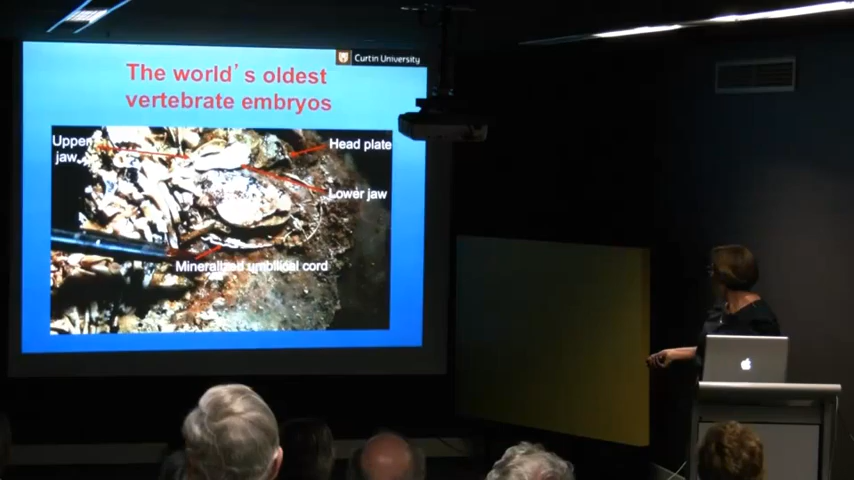 Curtin University
The world's oldest
vertebrate embryos
Upper
jaw
Head plate
Lower jaw
Mineralized umbilical cord